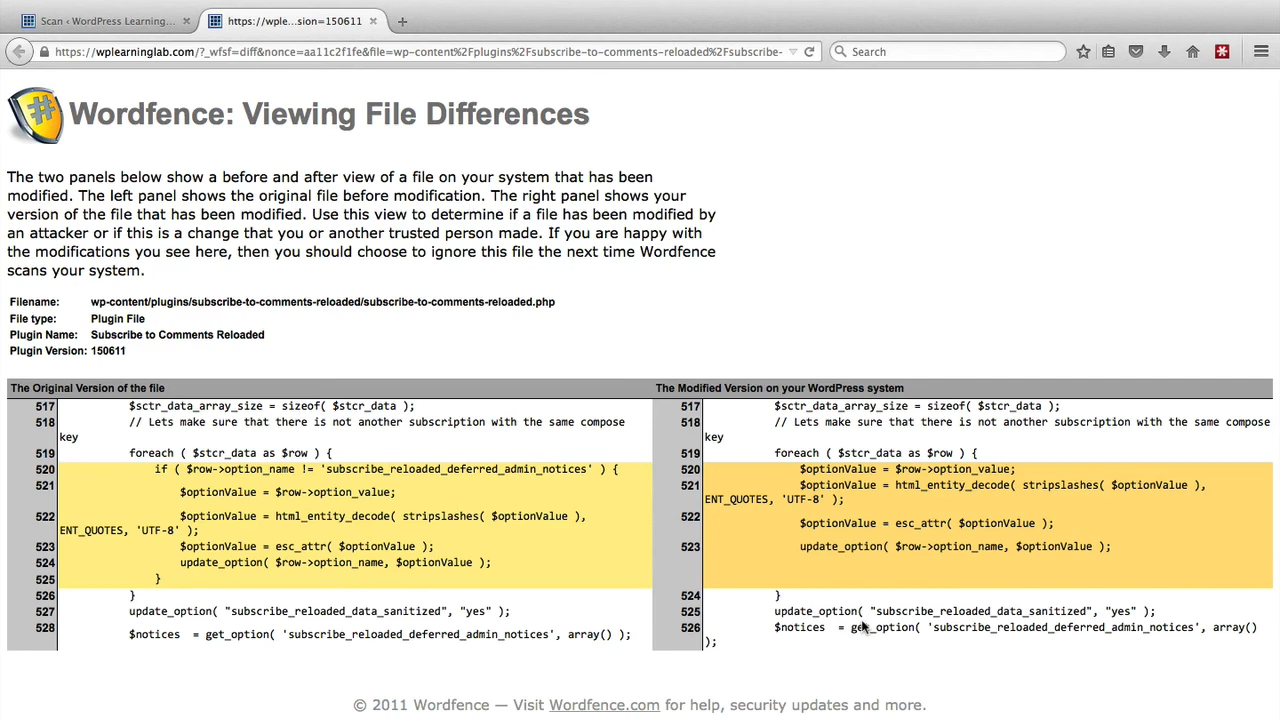 Scan ‹ WordPress Learning...
https://wple...sion=150611
https://wplearninglab.com/?_wfsf=diff&nonce=aa11c2f1fe&file=wp-content%2Fplugins%2Fsubscribe-to-comments-reloaded%2Fsubscribe-
Search
Wordfence: Viewing File Differences
The two panels below show a before and after view of a file on your system that has been
modified. The left panel shows the original file before modification. The right panel shows your
version of the file that has been modified. Use this view to determine if a file has been modified by
an attacker or if this is a change that you or another trusted person made. If you are happy with
the modifications you see here, then you should choose to ignore this file the next time Wordfence
scans your system.
Filename: wp-content/plugins/subscribe-to-comments-reloaded/subscribe-to-comments-reloaded.php
File type: Plugin File
Plugin Name: Subscribe to Comments Reloaded
Plugin Version: 150611
The Original Version of the file
517 $sctr_data_array_size = sizeof( $stcr_data );
518 // Lets make sure that there is not another subscription with the same compose
key
519 foreach ( $stcr_data as $row ) {
520 if ( $row->option_name != 'subscribe_reloaded_deferred_admin_notices' ) {
521 $optionValue = $row->option_value;
522 $optionValue = html_entity_decode( stripslashes( $optionValue ),
ENT_QUOTES, 'UTF-8' );
523 $optionValue = esc_attr( $optionValue );
524 update_option( $row->option_name, $optionValue );
525 }
526 }
527 update_option( "subscribe_reloaded_data_sanitized", "yes" );
528 $notices = get_option( 'subscribe_reloaded_deferred_admin_notices', array() );
The Modified Version on your WordPress system
517 $sctr_data_array_size = sizeof( $stcr_data );
518 // Lets make sure that there is not another subscription with the same compose
key
519 foreach ( $stcr_data as $row ) {
520 $optionValue = $row->option_value;
521 $optionValue = html_entity_decode( stripslashes( $optionValue ),
ENT_QUOTES, 'UTF-8' );
522 $optionValue = esc_attr( $optionValue );
523 update_option( $row->option_name, $optionValue );
524 }
525 update_option( "subscribe_reloaded_data_sanitized", "yes" );
526 $notices = get_option( 'subscribe_reloaded_deferred_admin_notices', array()
);
© 2011 Wordfence — Visit Wordfence.com for help, security updates and more.